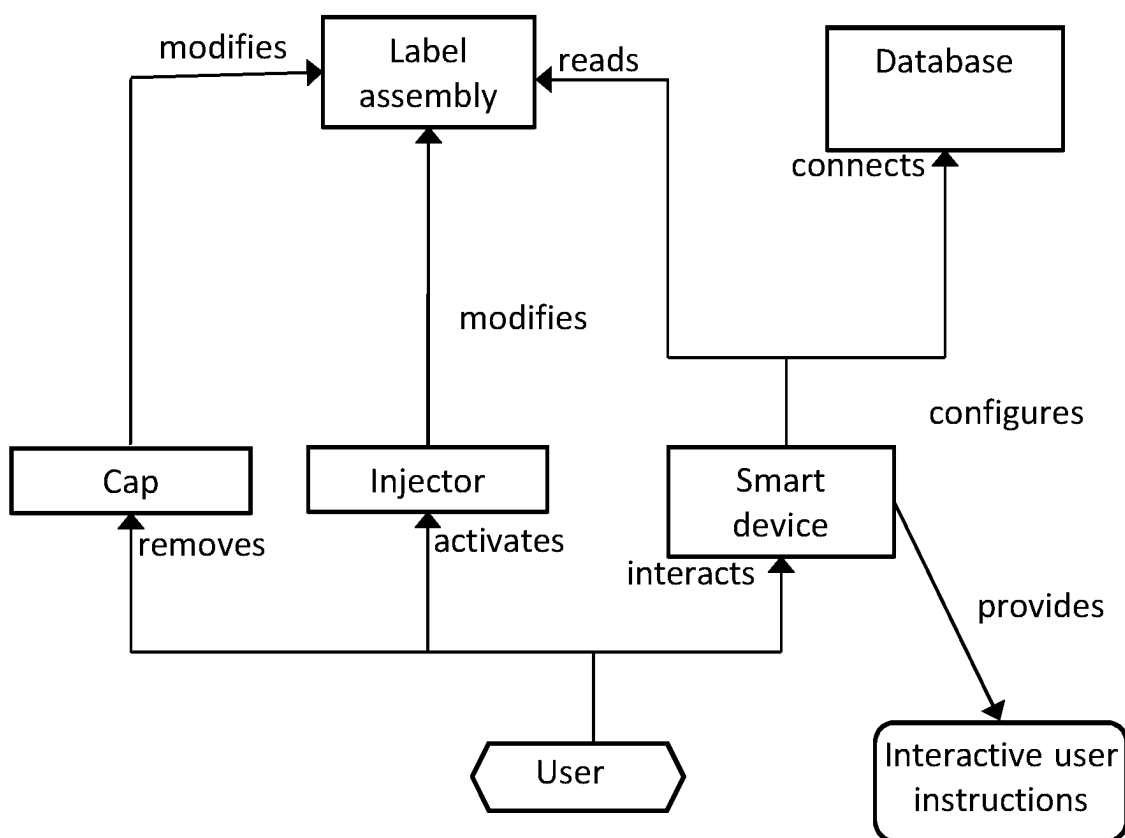 modifies
Label
assembly
reads
Database
connects
modifies
configures
Cap
Injector
Smart
device
removes
activates
interacts
provides
User
Interactive user
instructions